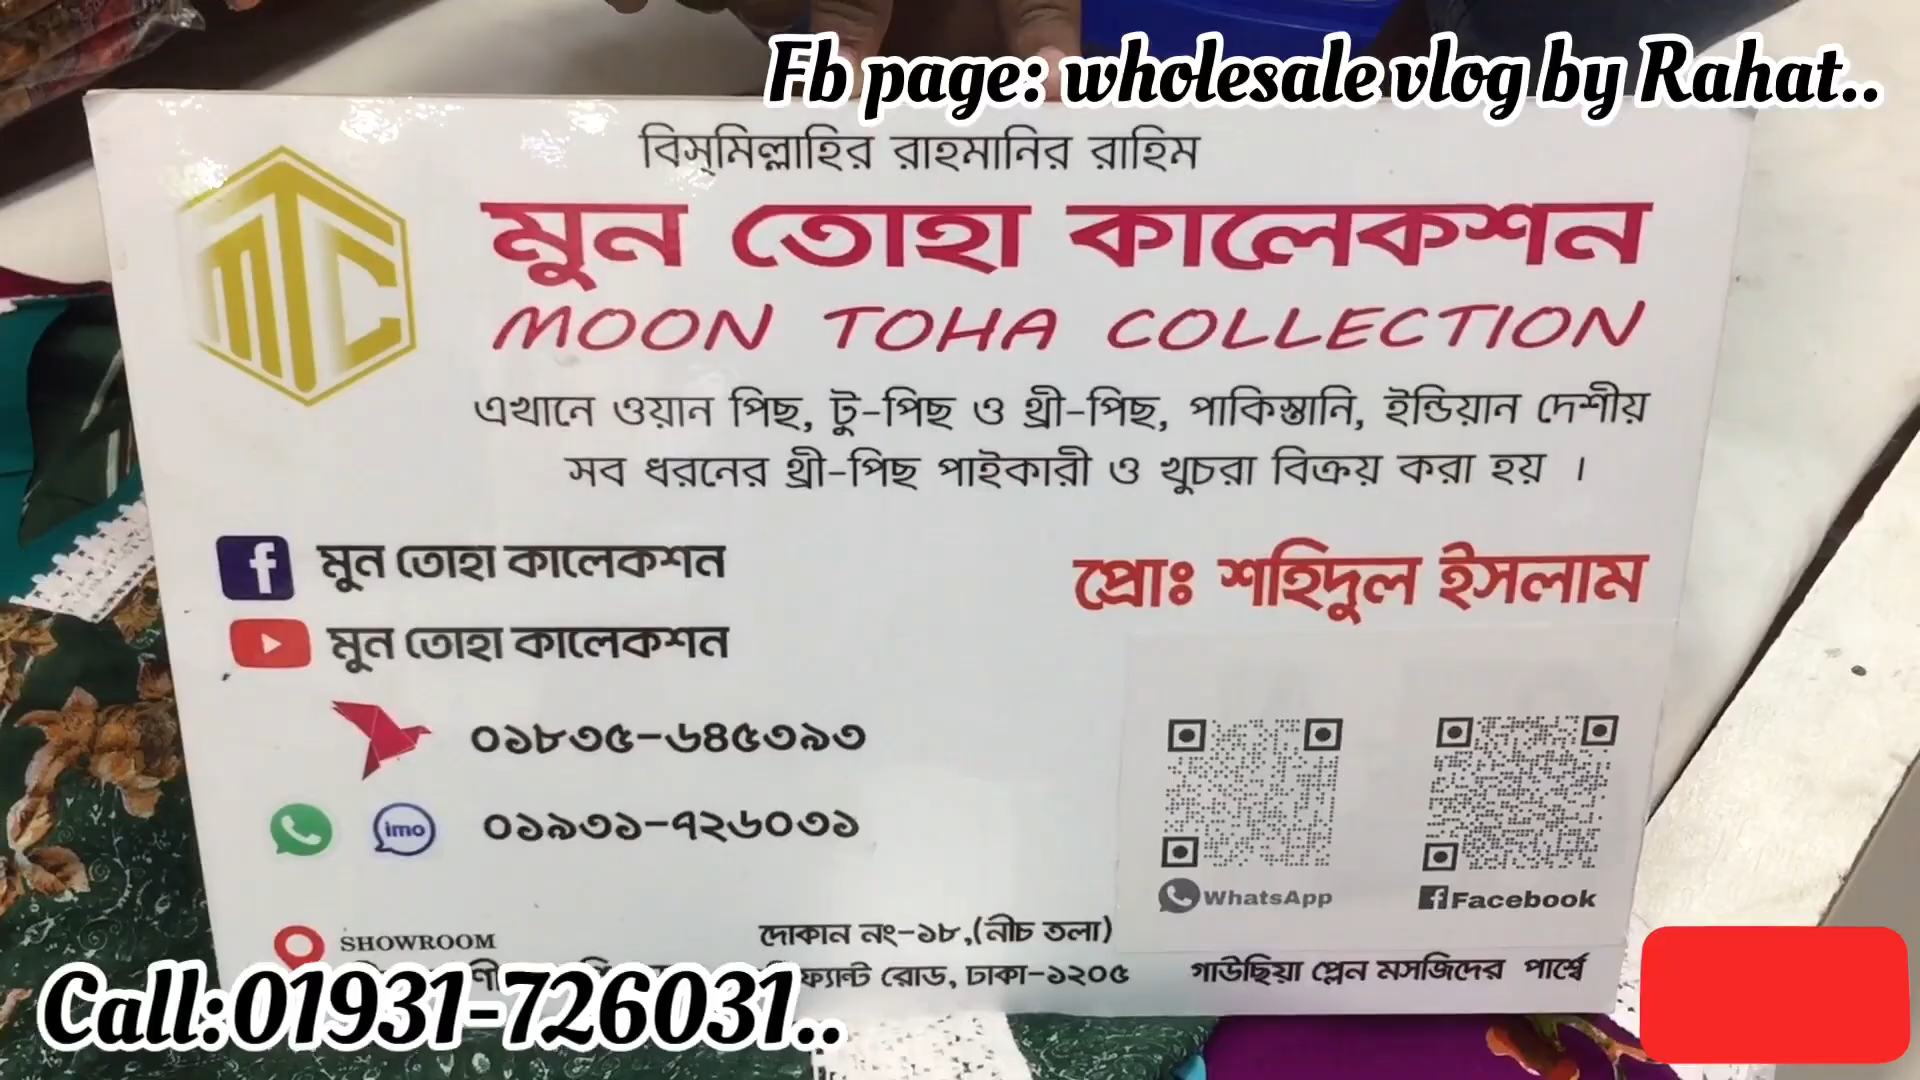 Fb page: wholesale vlog by Rahat..
বিস্‌মিল্লাহির রাহমানির রাহিম
MTC
মুন তোহা কালেকশন
MOON TOHA COLLECTION
এখানে ওয়ান পিছ, টু-পিছ ও থ্রী-পিছ, পাকিস্তানি, ইন্ডিয়ান দেশীয়
সব ধরনের থ্রী-পিছ পাইকারী ও খুচরা বিক্রয় করা হয় ।
মুন তোহা কালেকশন
প্রোঃ শহিদুল ইসলাম
মুন তোহা কালেকশন
০১৮৩৫-৬৪৫৩৯৩
imo ০১৯৩১-৭২৬০৩১
WhatsApp
Facebook
SHOWROOM
দোকান নং-১৮,(নীচ তলা)
রোড, ঢাকা-১২০৫ গাউছিয়া প্লেন মসজিদের পার্শ্বে
Call:01931-726031..